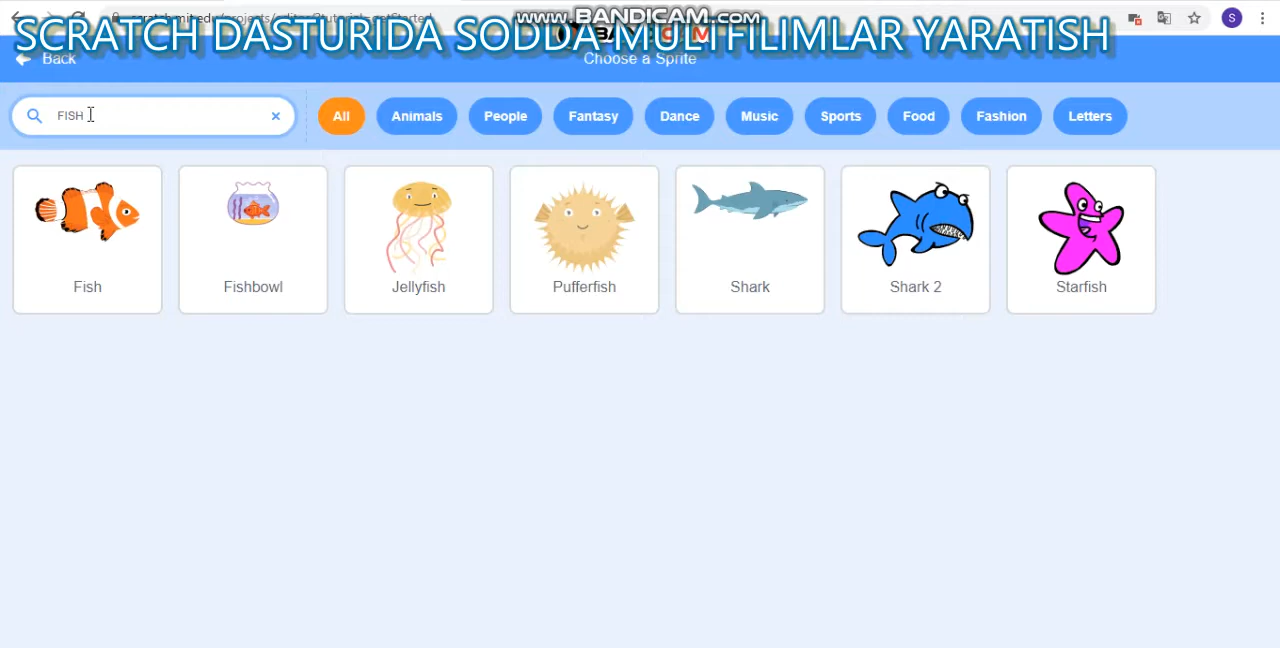 www.BANDICAM.com
SCRATCH DASTURIDA SODDA MULTFILIMLAR YARATISH
Back
Choose a Sprite
S
FISH
All
Animals
People
Fantasy
Dance
Music
Sports
Food
Fashion
Letters
Fish
Fishbowl
Jellyfish
Pufferfish
Shark
Shark 2
Starfish